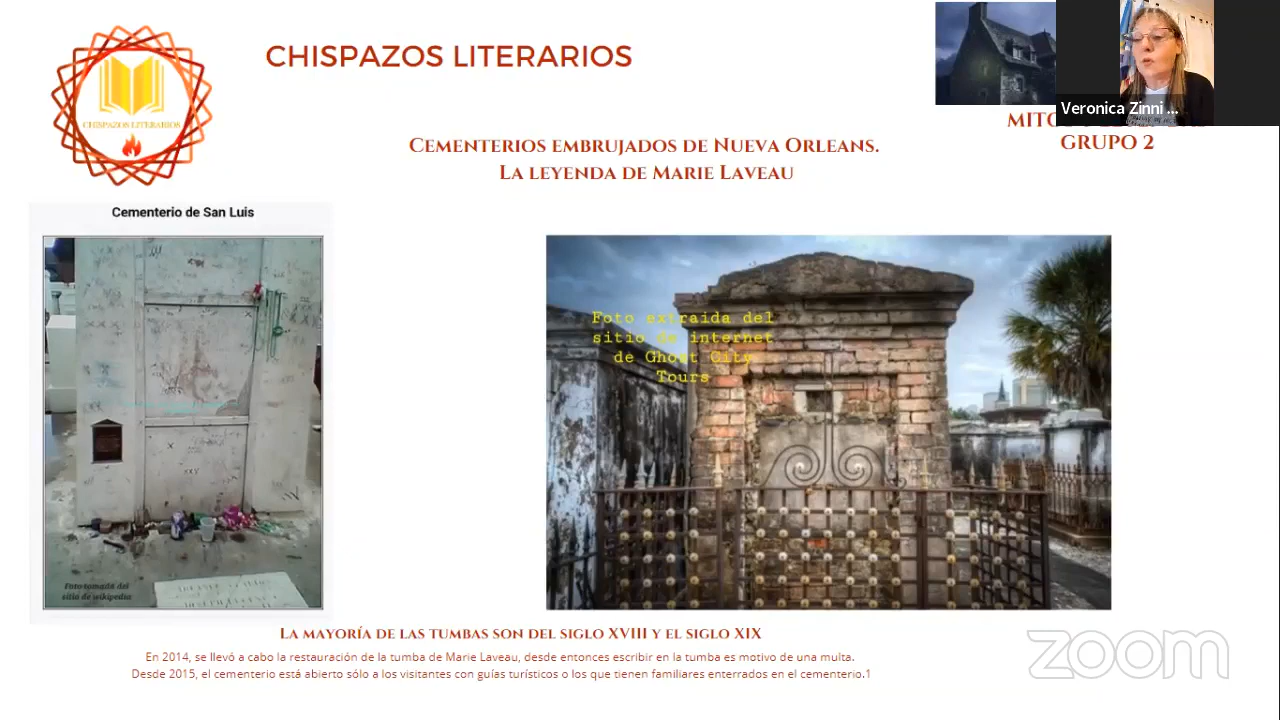 CHISPAZOS LITERARIOS
CHISPAZOS LITERARIOS
Veronica Zinni ...
GRUPO 2
Cementerios embrujados de Nueva Orleans.
La leyenda de Marie Laveau
Cementerio de San Luis
Foto extraida del
sitio de internet
de Ghost City
Tours
Foto tomada del
sitio de wikipedia
La mayoría de las tumbas son del siglo XVIII y el siglo XIX
En 2014, se llevó a cabo la restauración de la tumba de Marie Laveau, desde entonces escribir en la tumba es motivo de una multa.
Desde 2015, el cementerio está abierto sólo a los visitantes con guías turísticos o los que tienen familiares enterrados en el cementerio.1
zoom